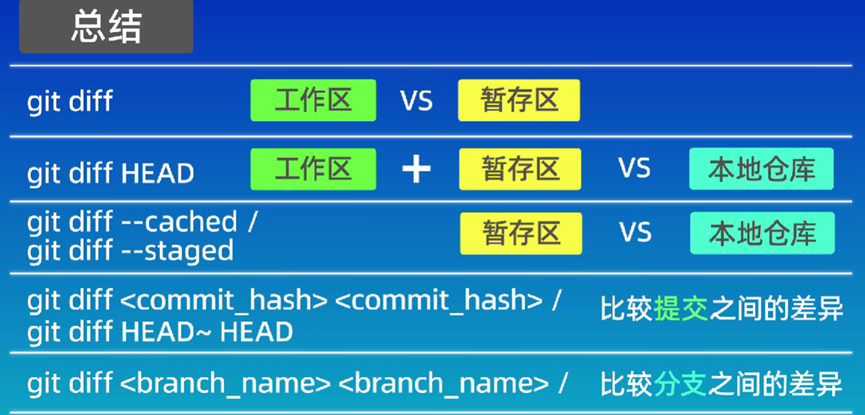 总结
git diff 工作区 VS 暂存区
git diff HEAD 工作区 + 暂存区 VS 本地仓库
git diff --cached /
git diff --staged 暂存区 VS 本地仓库
git diff <commit_hash> <commit_hash> /
git diff HEAD~ HEAD 比较提交之间的差异
git diff <branch_name> <branch_name> / 比较分支之间的差异